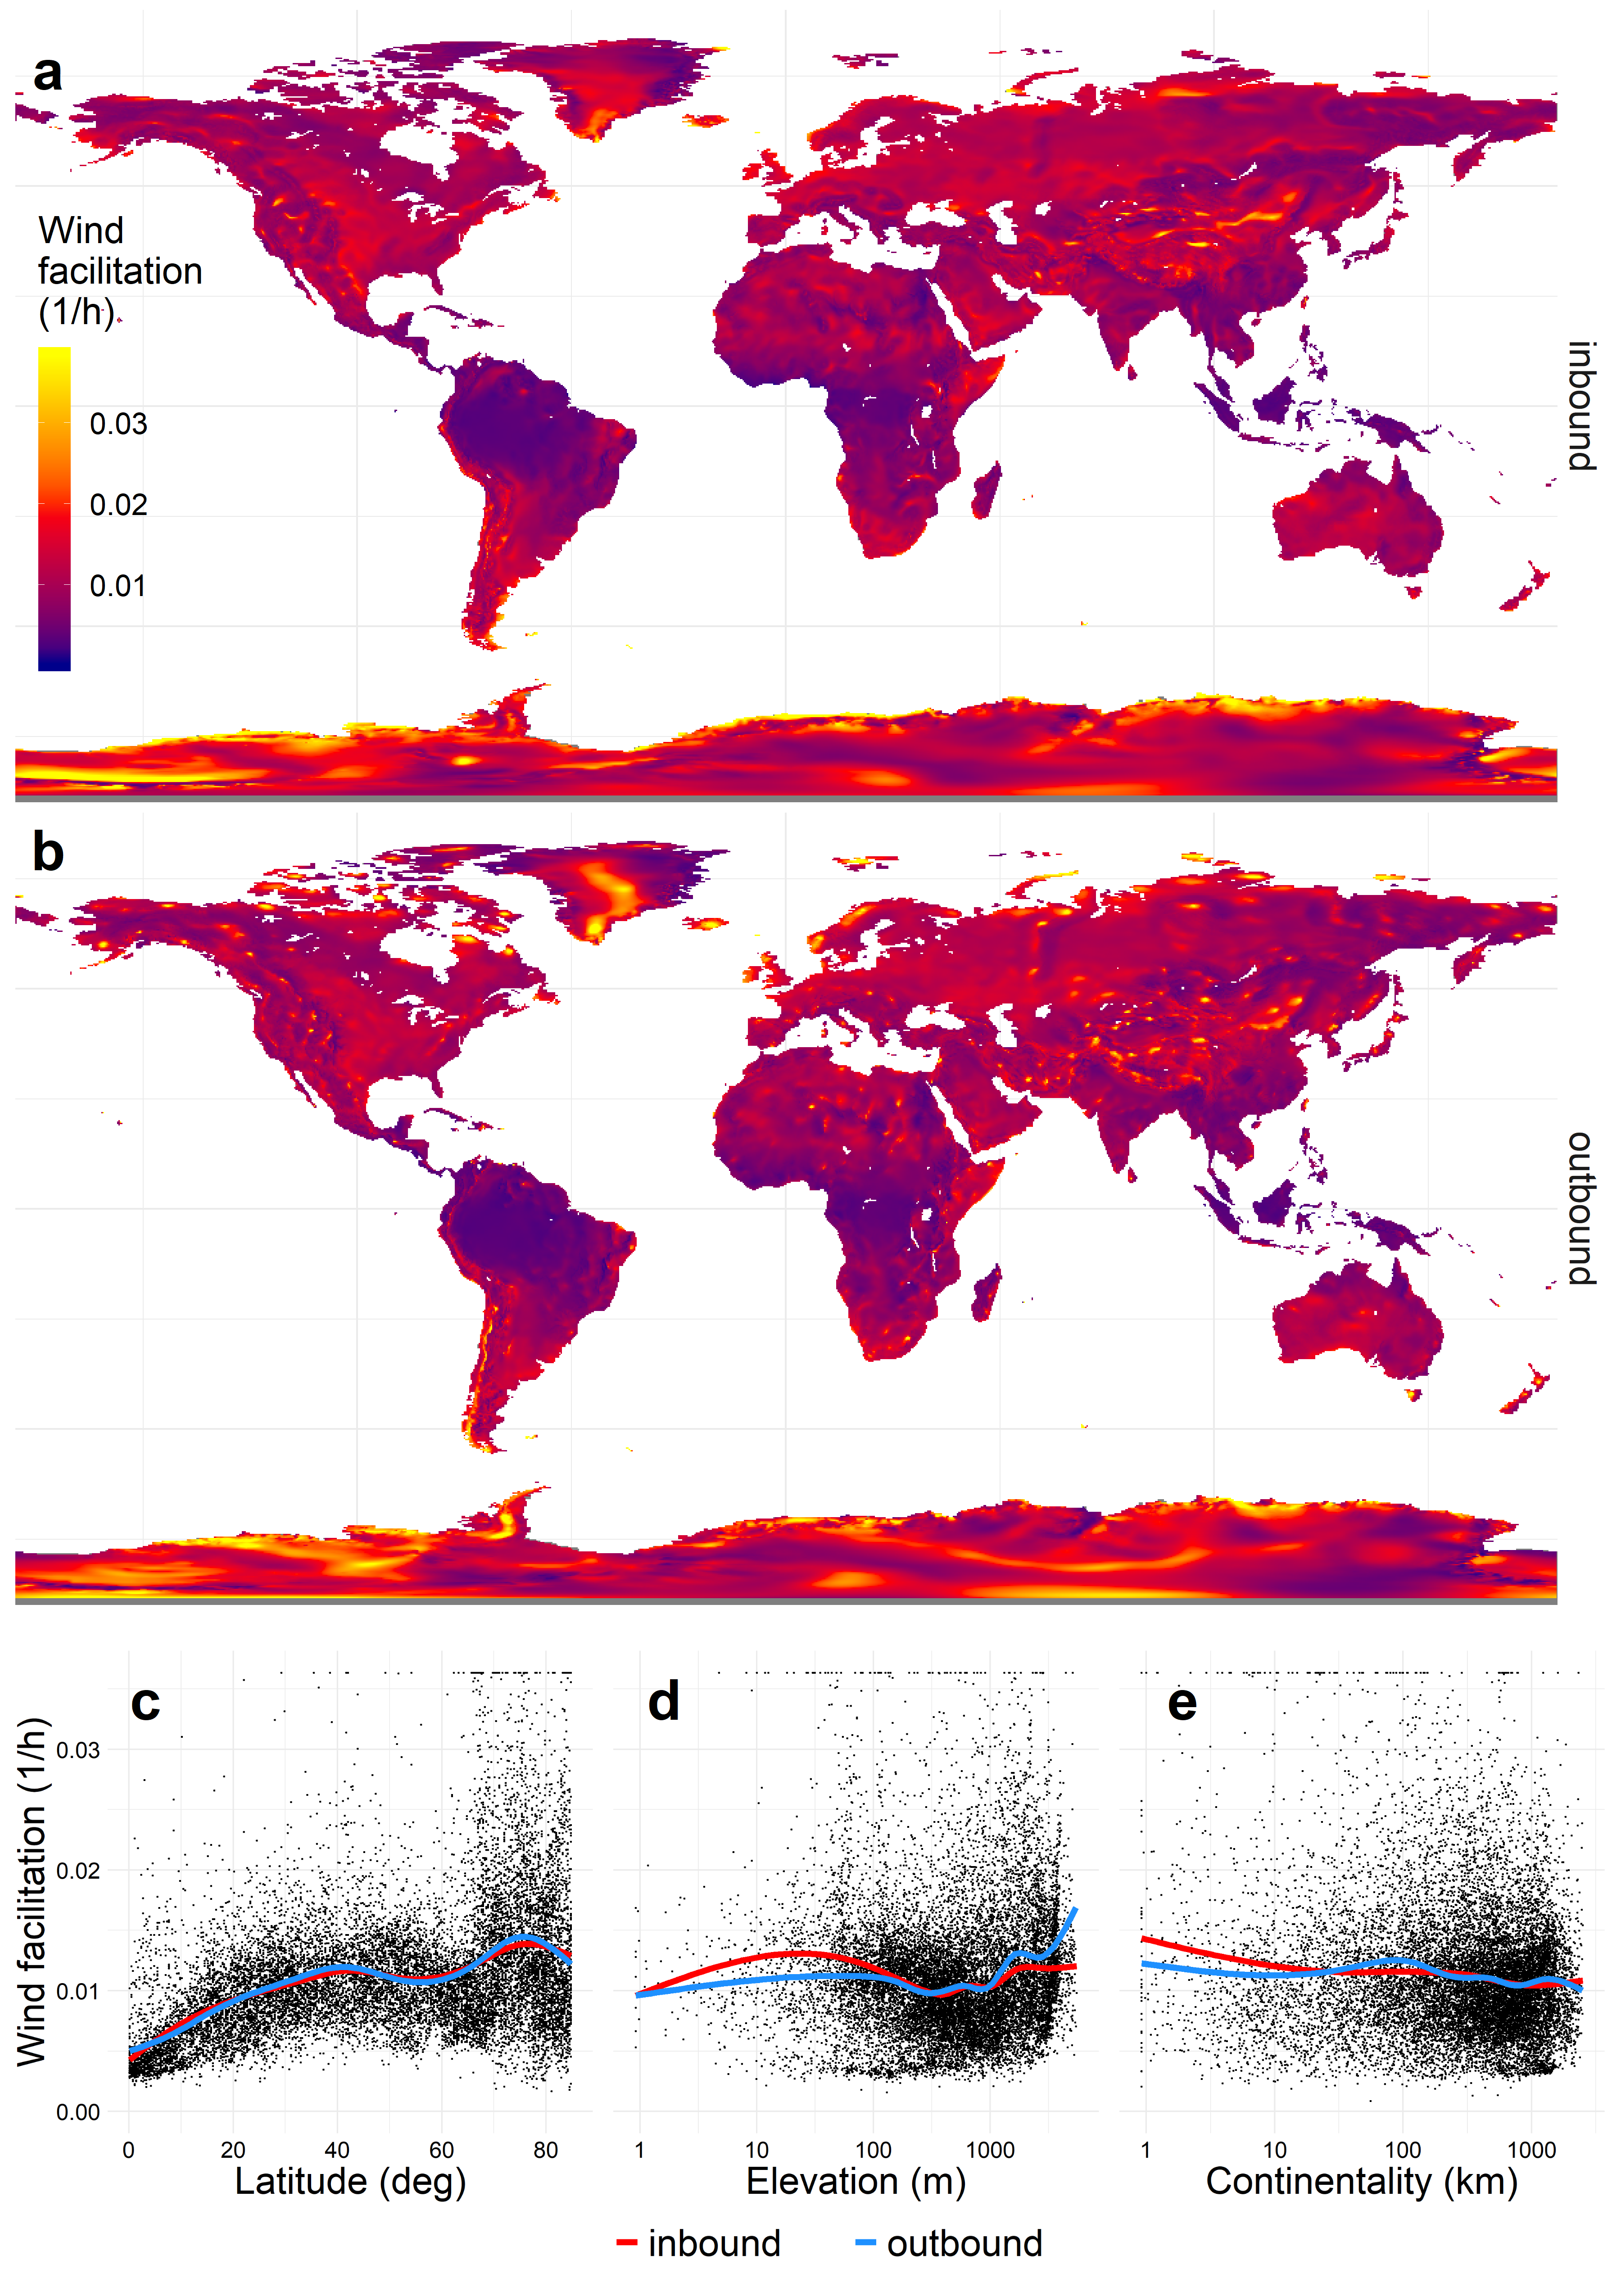 a
Wind
facilitation
(1/h)
0.03
0.02
0.01
inbound
b
outbound
c
d
e
Wind facilitation (1/h)
0.03
0.02
0.01
0.00
0 20 40 60 80
1 10 100 1000
1 10 100 1000
Latitude (deg)
Elevation (m)
Continentality (km)
inbound outbound